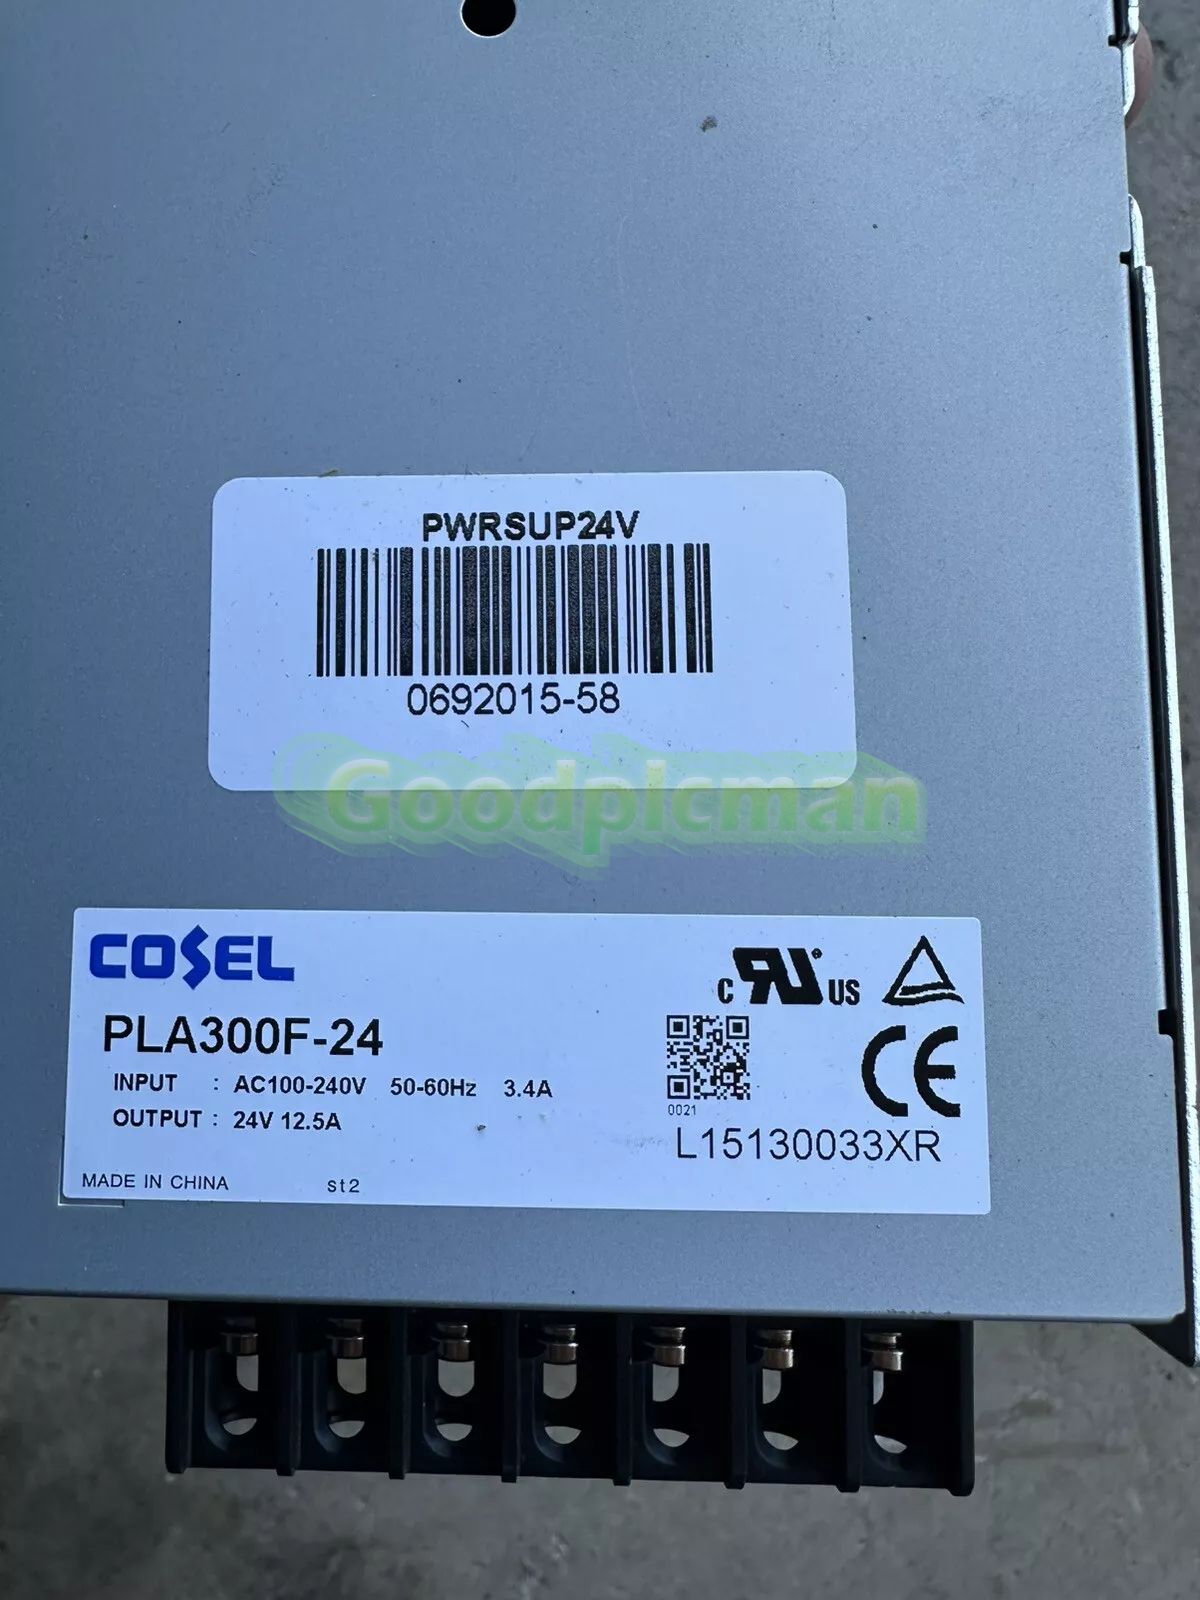 PWRSUP24V
0692015-58
Goodplcman
COSEL
PLA300F-24
INPUT : AC100-240V 50-60Hz 3.4A
OUTPUT : 24V 12.5A
MADE IN CHINA st2
c RU US
CE
0021
L15130033XR